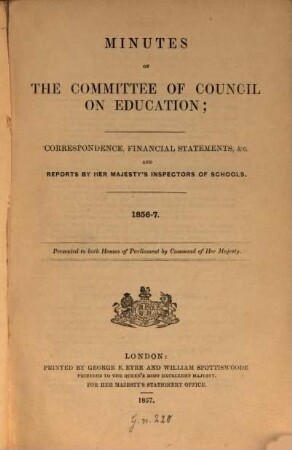 MINUTES
OF
THE COMMITTEE OF COUNCIL
ON EDUCATION;
CORRESPONDENCE, FINANCIAL STATEMENTS, &c.
AND
REPORTS BY HER MAJESTY'S INSPECTORS OF SCHOOLS.
1856-7.
Presented to both Houses of Parliament by Command of Her Majesty.
LONDON:
PRINTED BY GEORGE E. EYRE AND WILLIAM SPOTTISWOODE
PRINTERS TO THE QUEEN'S MOST EXCELLENT MAJESTY.
FOR HER MAJESTY'S STATIONERY OFFICE.
1857.